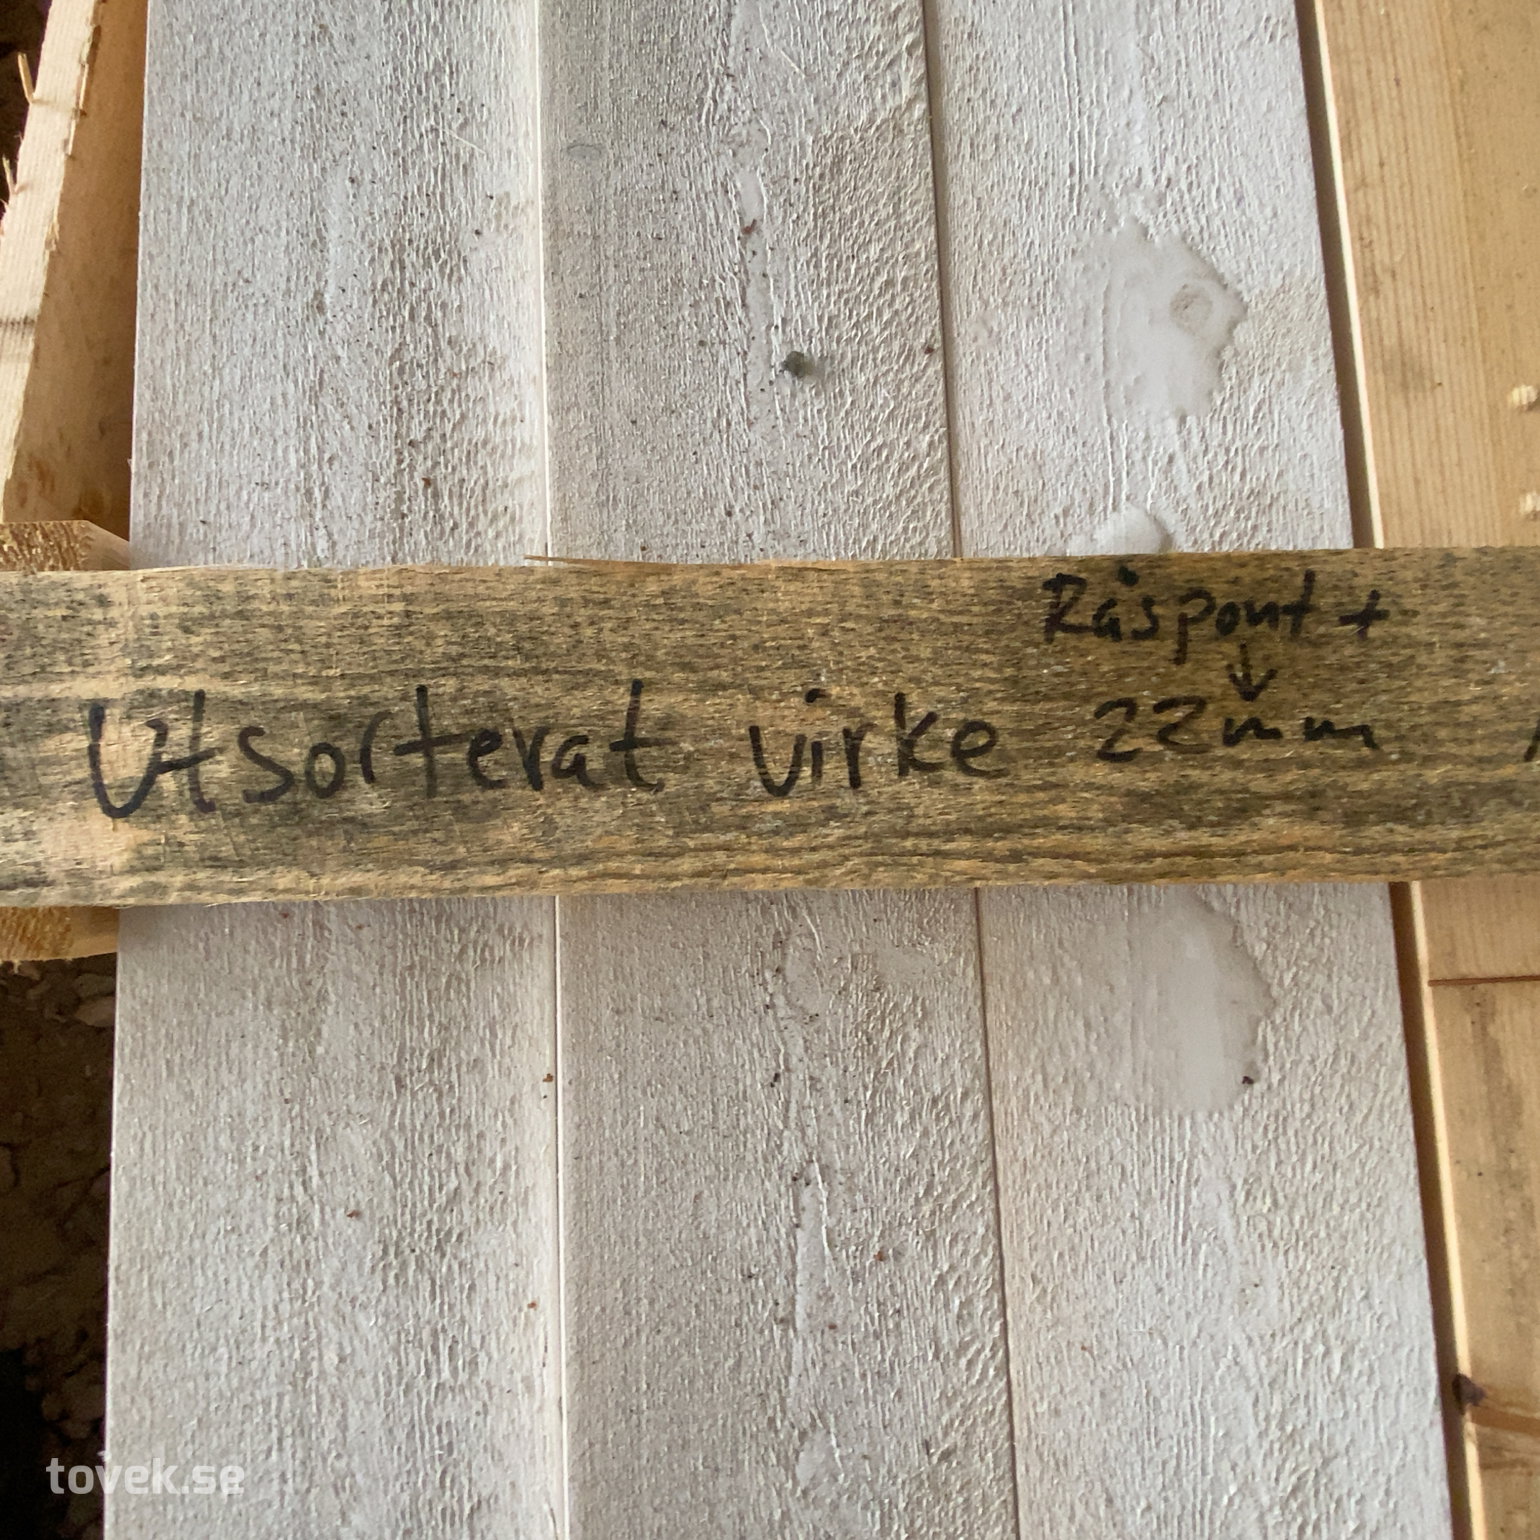 Råspont +
↓
Utsorterat virke 22mm
tovek.se